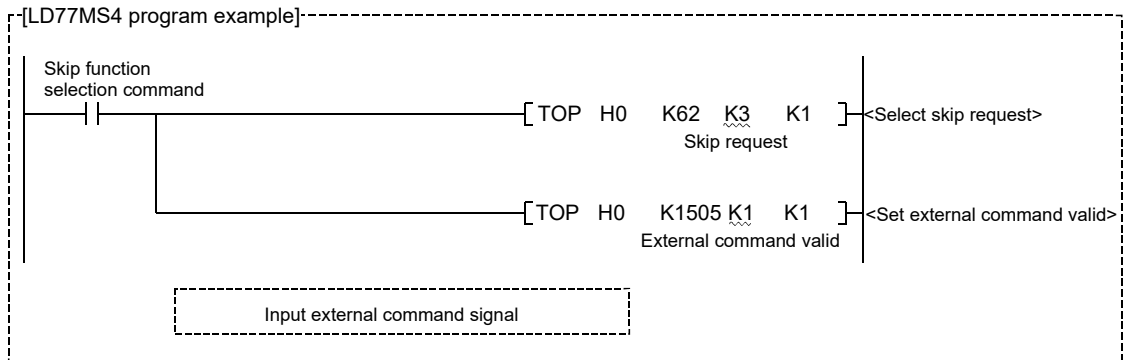 [LD77MS4 program example]
Skip function
selection command
TOP H0 K62 K3 K1 <Select skip request>
Skip request
TOP H0 K1505 K1 K1 <Set external command valid>
External command valid
Input external command signal